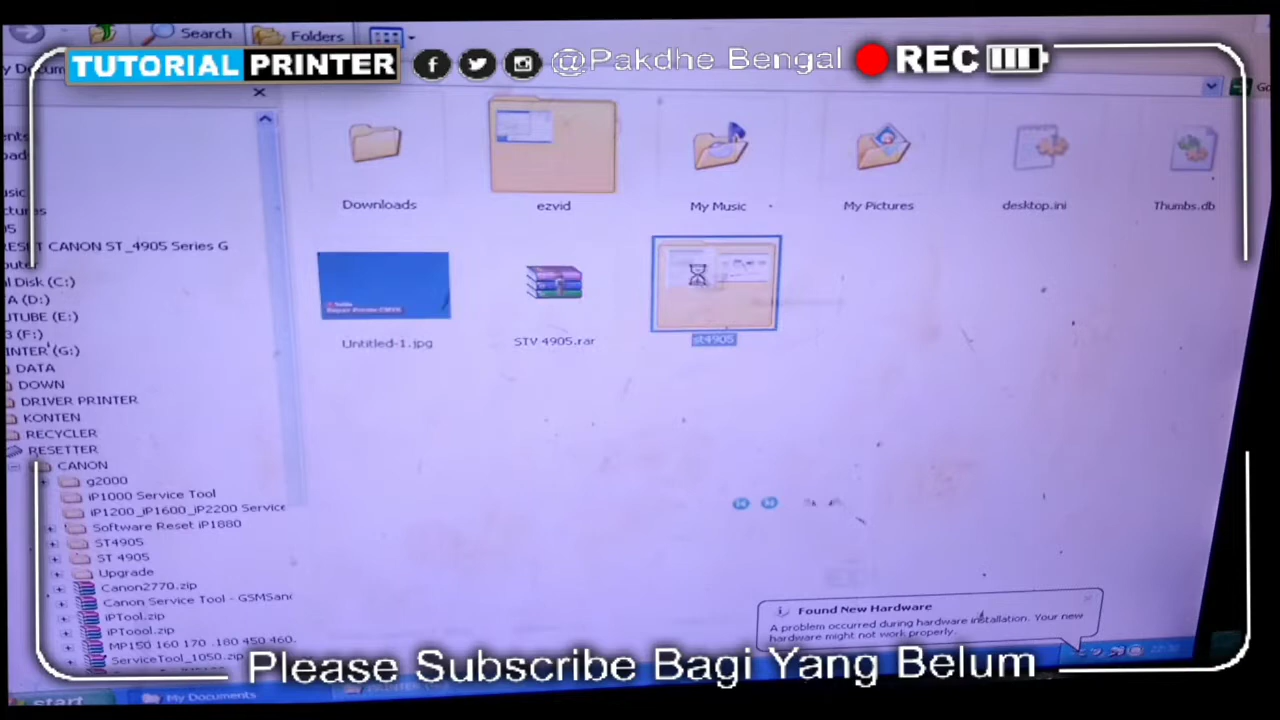 Search
Folders
TUTORIAL PRINTER
@Pakdhe Bengal
REC
Downloads
ezvid
My Music
My Pictures
desktop.ini
Thumbs.db
CANON ST_4905 Series G
Untitled-1.jpg
STV 4905.rar
st4905
Disk (C:)
A (D:)
(E:)
(F:)
(G:)
DATA
DOWN
DRIVER PRINTER
KONTEN
RECYCLER
RESETTER
CANON
g2000
iP1000 Service Tool
iP1200_iP1600_iP2200 Service
Software Reset iP1880
ST4905
ST 4905
Upgrade
Canon2770.zip
Canon Service Tool - GSMSan
iPTool.zip
iPToool.zip
MP150 160 170 .180 450 460.
ServiceTool_1050.zip
Found New Hardware
A problem occurred during hardware installation. Your new
hardware might not work properly.
Please Subscribe Bagi Yang Belum
start
My Documents